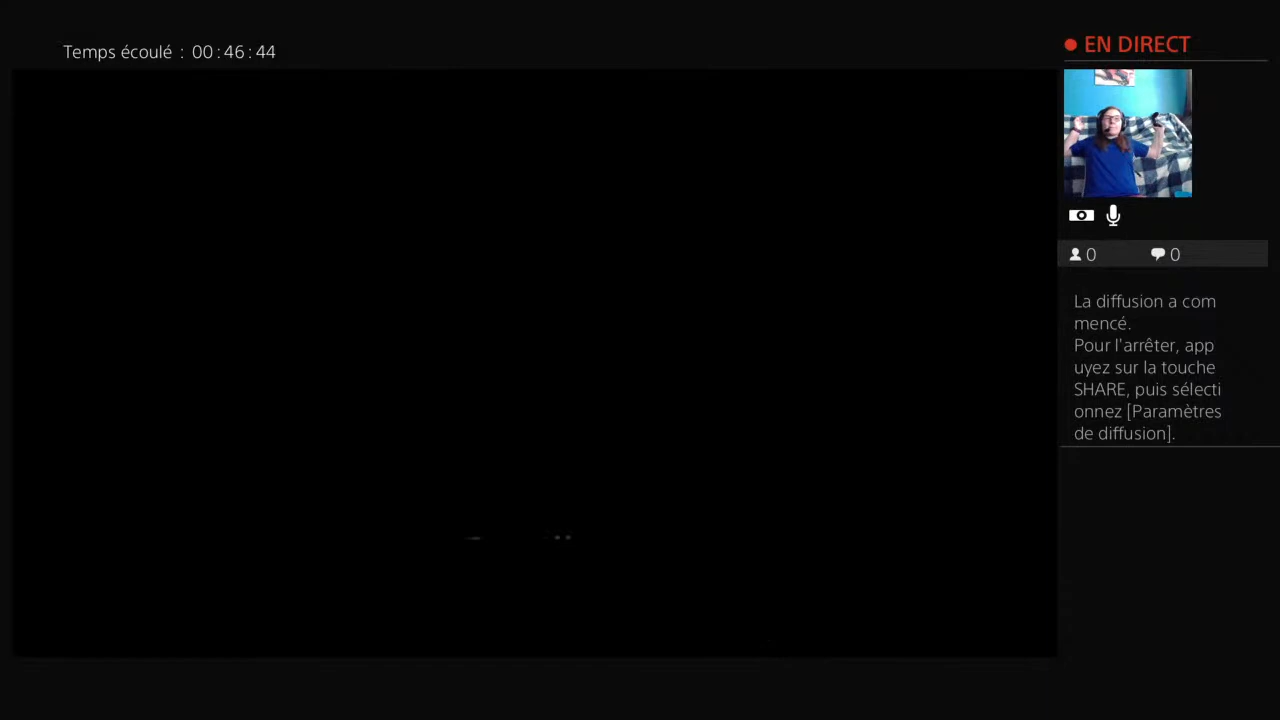 Temps écoulé : 00:46:44
EN DIRECT
0 0
La diffusion a com
mencé.
Pour l'arrêter, app
uyez sur la touche
SHARE, puis sélecti
onnez [Paramètres
de diffusion].